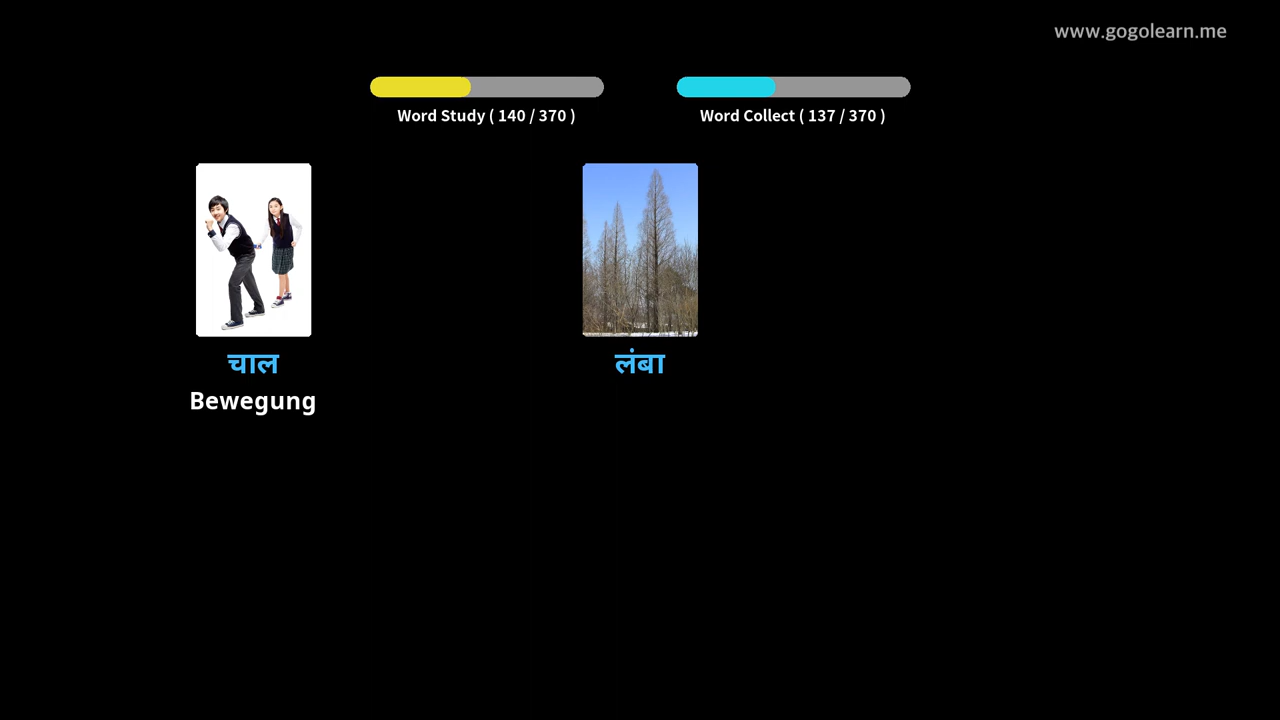 www.gogolearn.me
Word Study ( 140 / 370 )
Word Collect ( 137 / 370 )
चाल
Bewegung
लंबा